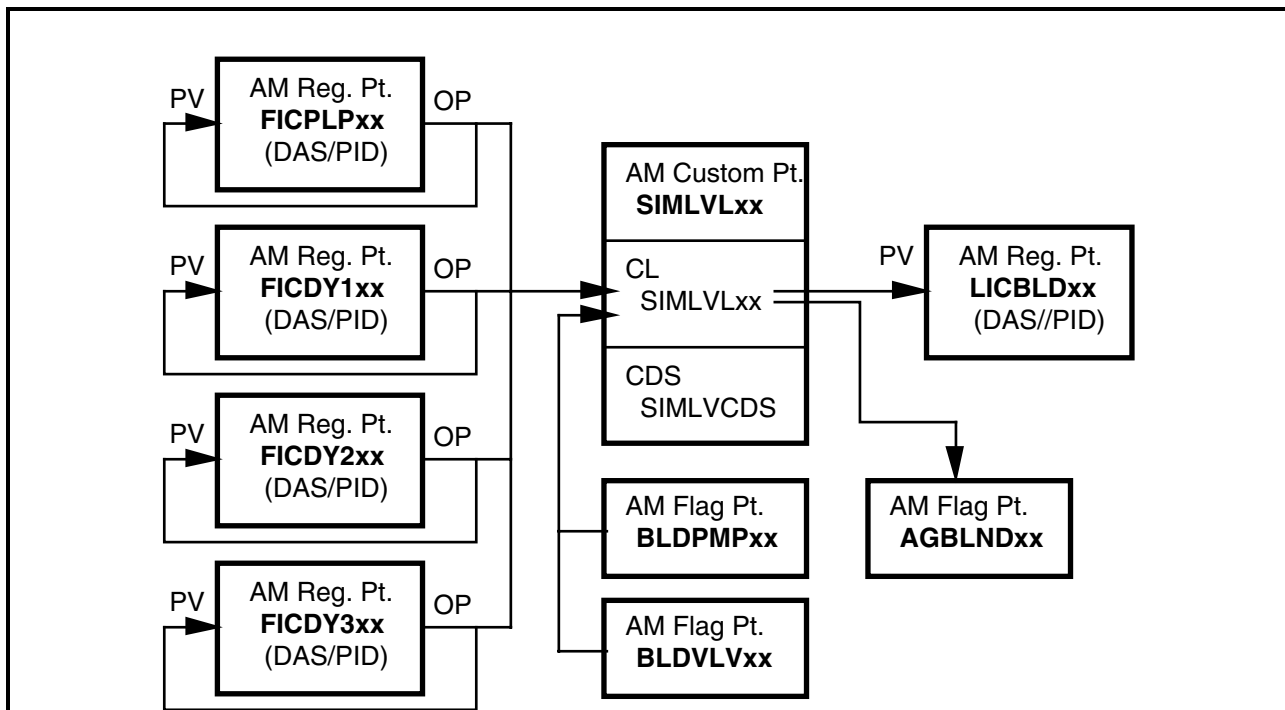 PV
AM Reg. Pt.
FICPLPxx
(DAS/PID)
OP
PV
AM Reg. Pt.
FICDY1xx
(DAS/PID)
OP
PV
AM Reg. Pt.
FICDY2xx
(DAS/PID)
OP
PV
AM Reg. Pt.
FICDY3xx
(DAS/PID)
OP
AM Custom Pt.
SIMLVLxx
CL
SIMLVLxx
CDS
SIMLVCDS
AM Flag Pt.
BLDPMPxx
AM Flag Pt.
BLDVLVxx
PV
AM Reg. Pt.
LICBLDxx
(DAS//PID)
AM Flag Pt.
AGBLNDxx